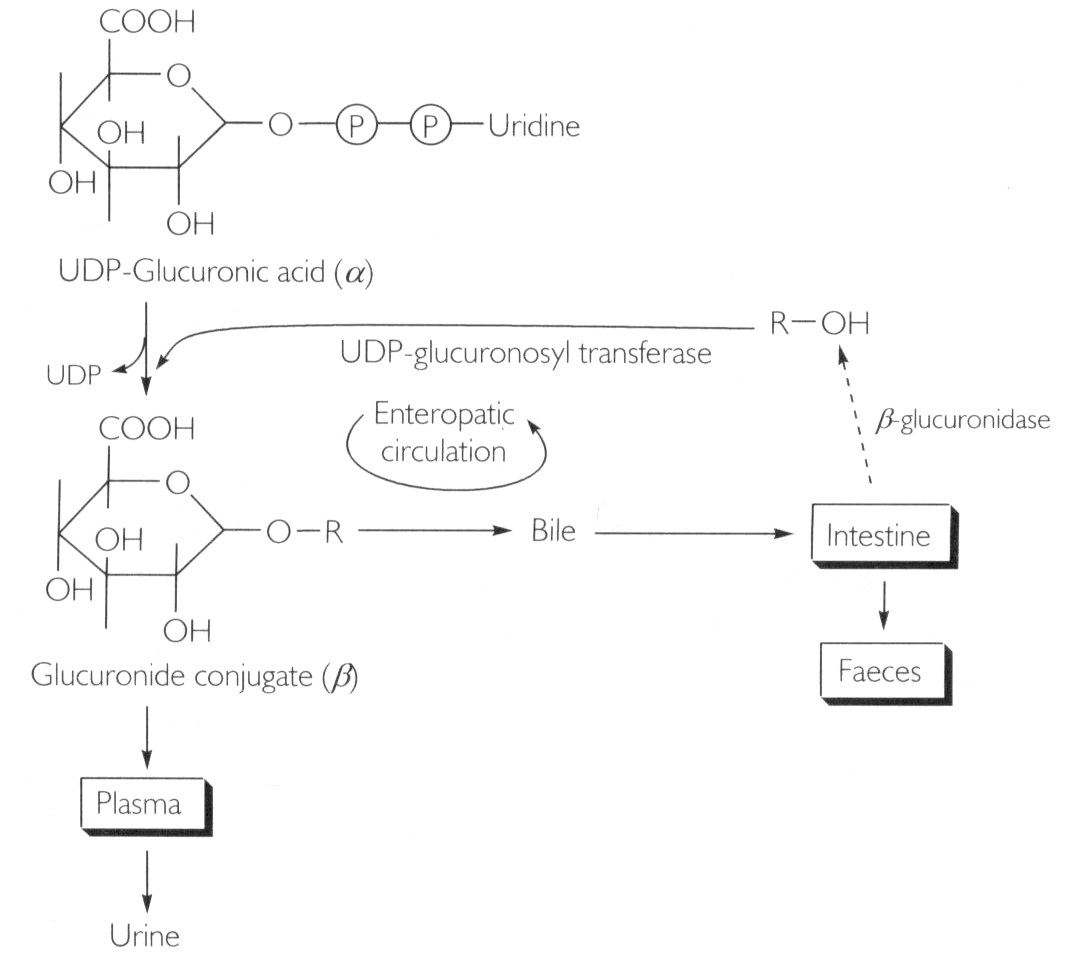 COOH
O
OH
O
P
P
Uridine
OH
OH
UDP-Glucuronic acid (α)
R—OH
UDP-glucuronosyl transferase
UDP
Enteropatic
circulation
β-glucuronidase
COOH
O
OH
O—R
Bile
Intestine
OH
OH
Glucuronide conjugate (β)
Faeces
Plasma
Urine